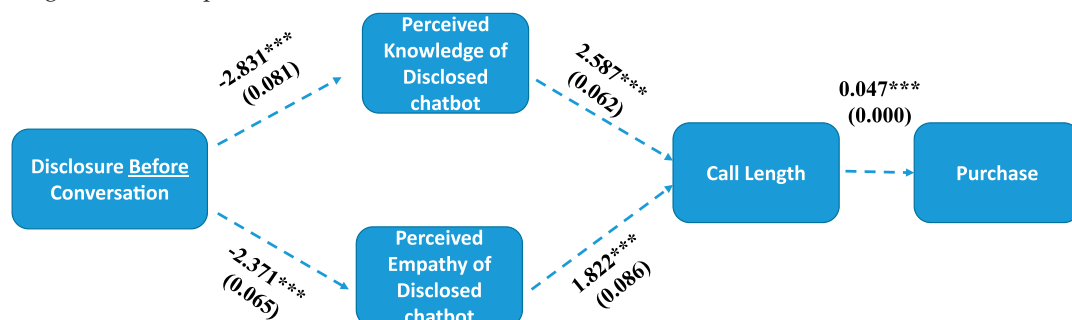 Perceived
Knowledge of
Disclosed
chatbot
-2.831***
(0.081)
2.587***
(0.062)
0.047***
(0.000)
Disclosure Before
Conversation
Call Length
Purchase
-2.371***
(0.065)
Perceived
Empathy of
Disclosed
chatbot
1.822***
(0.086)